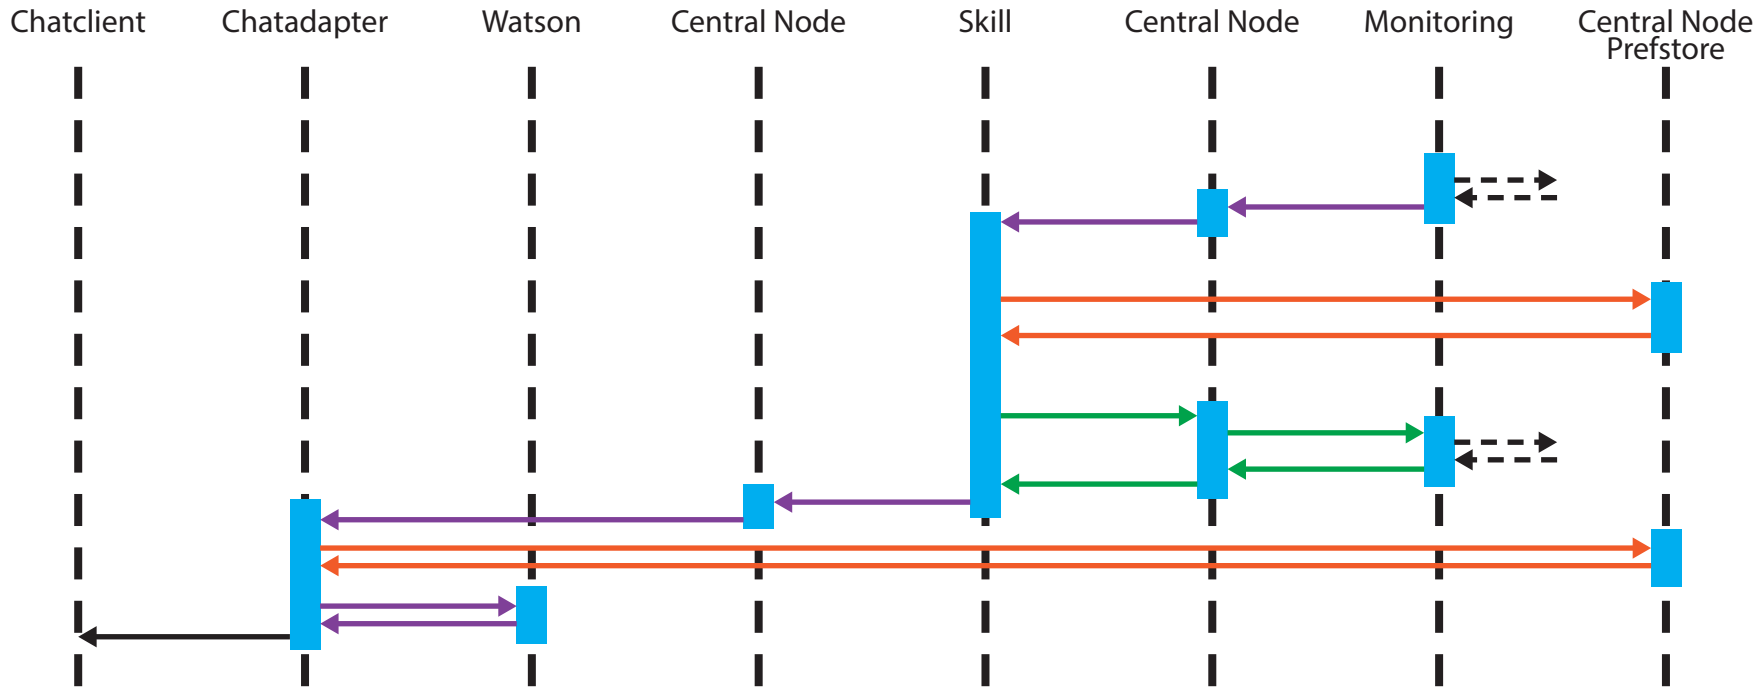 Chatclient
Chatadapter
Watson
Central Node
Skill
Central Node
Monitoring
Central Node
Prefstore